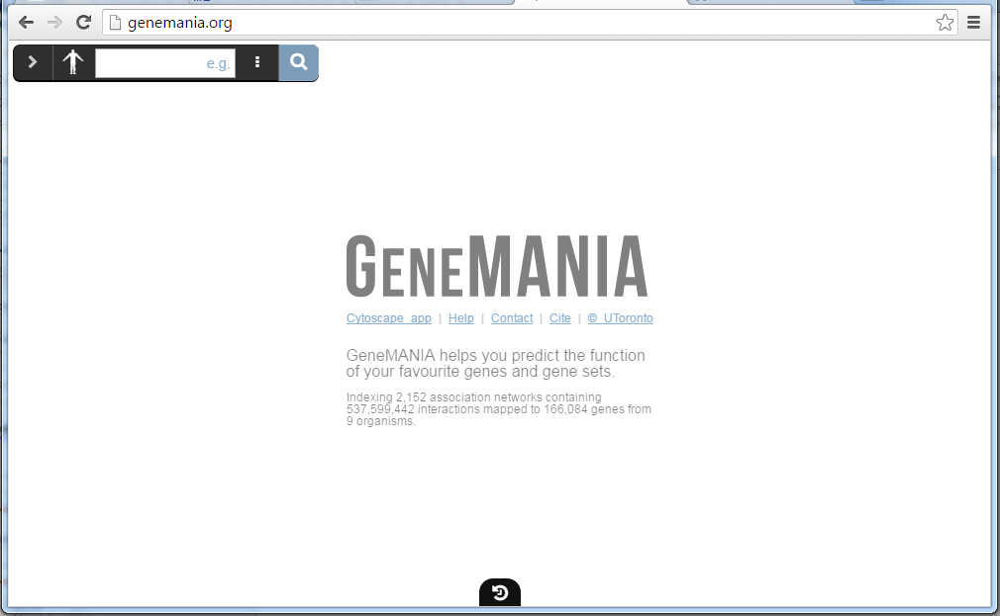 genemania.org
e.g.
GENEMANIA
Cytoscape app | Help | Contact | Cite | © UToronto
GeneMANIA helps you predict the function
of your favourite genes and gene sets.
Indexing 2,152 association networks containing
537,599,442 interactions mapped to 166,084 genes from
9 organisms.